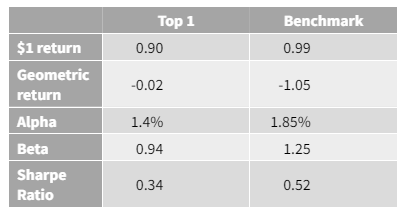 Top 1 Benchmark
$1 return 0.90 0.99
Geometric
return -0.02 -1.05
Alpha 1.4% 1.85%
Beta 0.94 1.25
Sharpe
Ratio 0.34 0.52